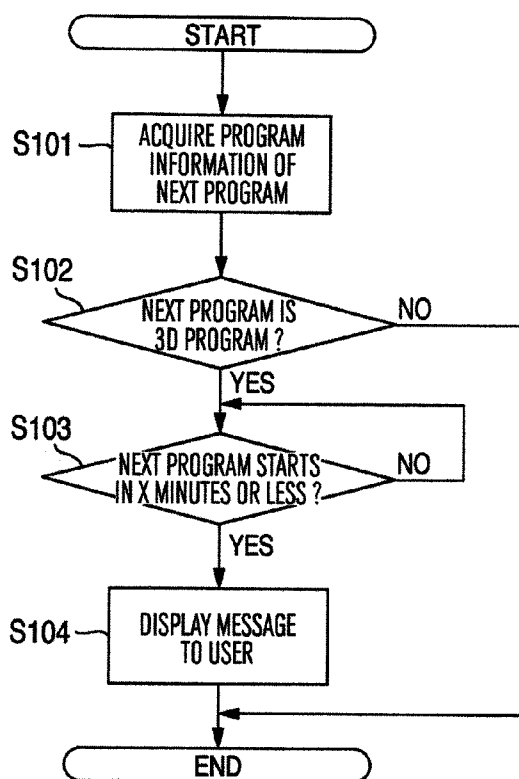 START
S101
ACQUIRE PROGRAM
INFORMATION OF
NEXT PROGRAM
S102
NEXT PROGRAM IS
3D PROGRAM ?
NO
YES
S103
NEXT PROGRAM STARTS
IN X MINUTES OR LESS ?
NO
YES
S104
DISPLAY MESSAGE
TO USER
END